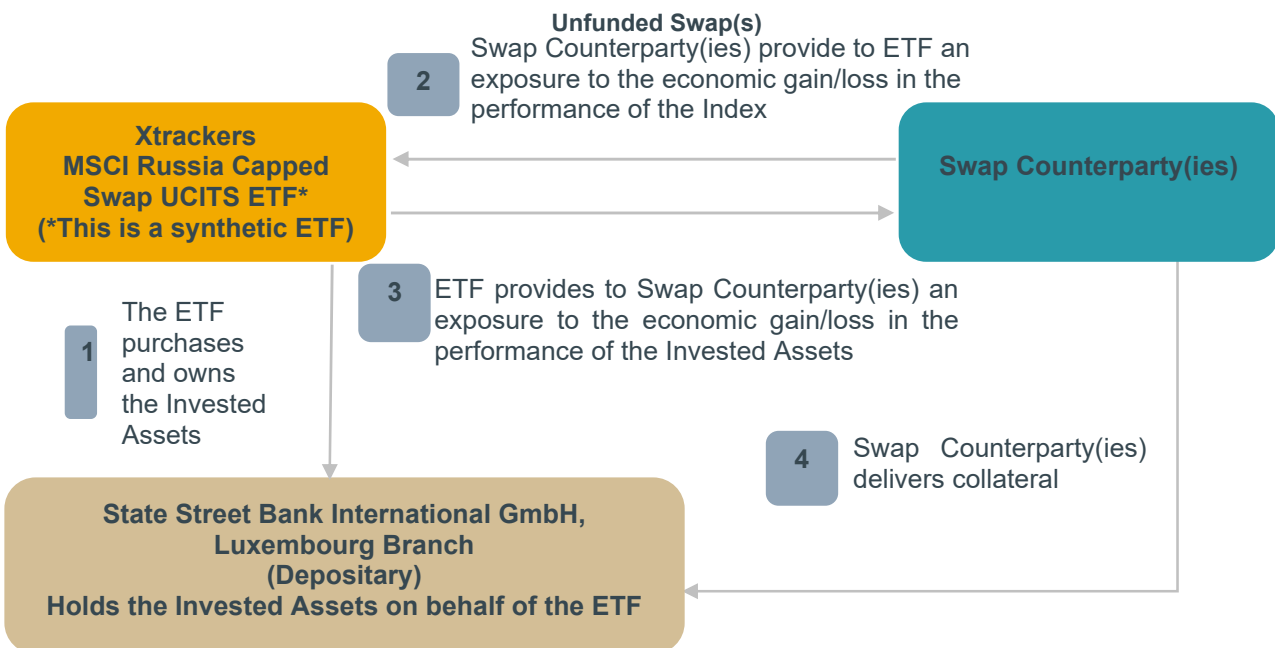 Unfunded Swap(s)
2
Swap Counterparty(ies) provide to ETF an
exposure to the economic gain/loss in the
performance of the Index
Xtrackers
MSCI Russia Capped
Swap UCITS ETF*
(*This is a synthetic ETF)
Swap Counterparty(ies)
3
ETF provides to Swap Counterparty(ies) an
exposure to the economic gain/loss in the
performance of the Invested Assets
1
The ETF
purchases
and owns
the Invested
Assets
4
Swap Counterparty(ies)
delivers collateral
State Street Bank International GmbH,
Luxembourg Branch
(Depositary)
Holds the Invested Assets on behalf of the ETF